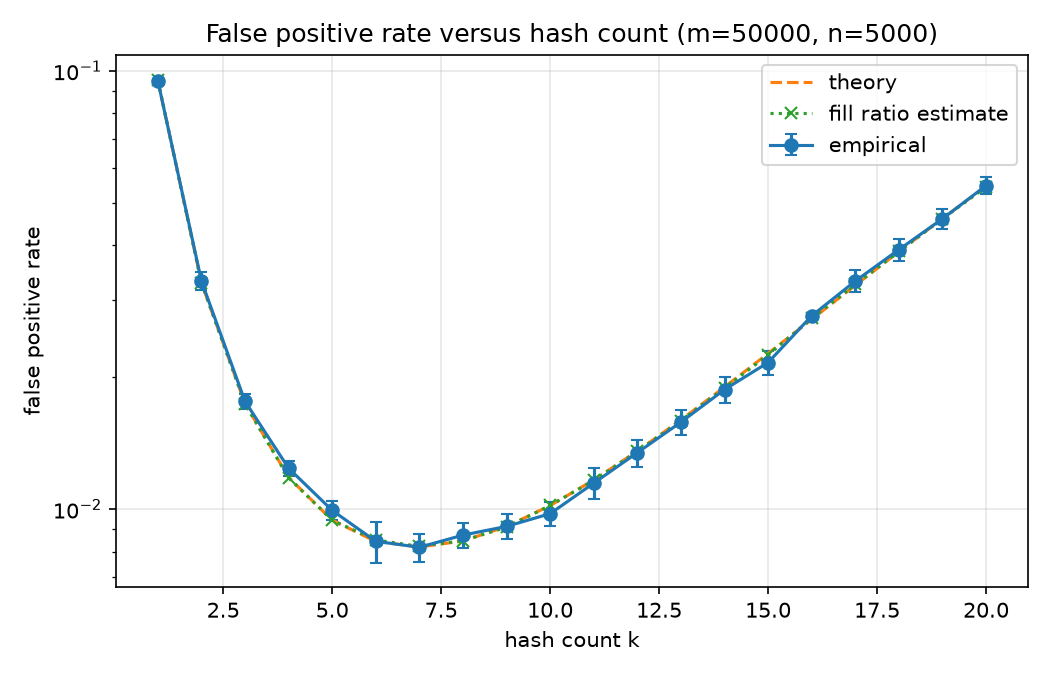 False positive rate versus hash count (m=50000, n=5000)
theory
fill ratio estimate
empirical
false positive rate
10⁻¹
10⁻²
2.5 5.0 7.5 10.0 12.5 15.0 17.5 20.0
hash count k